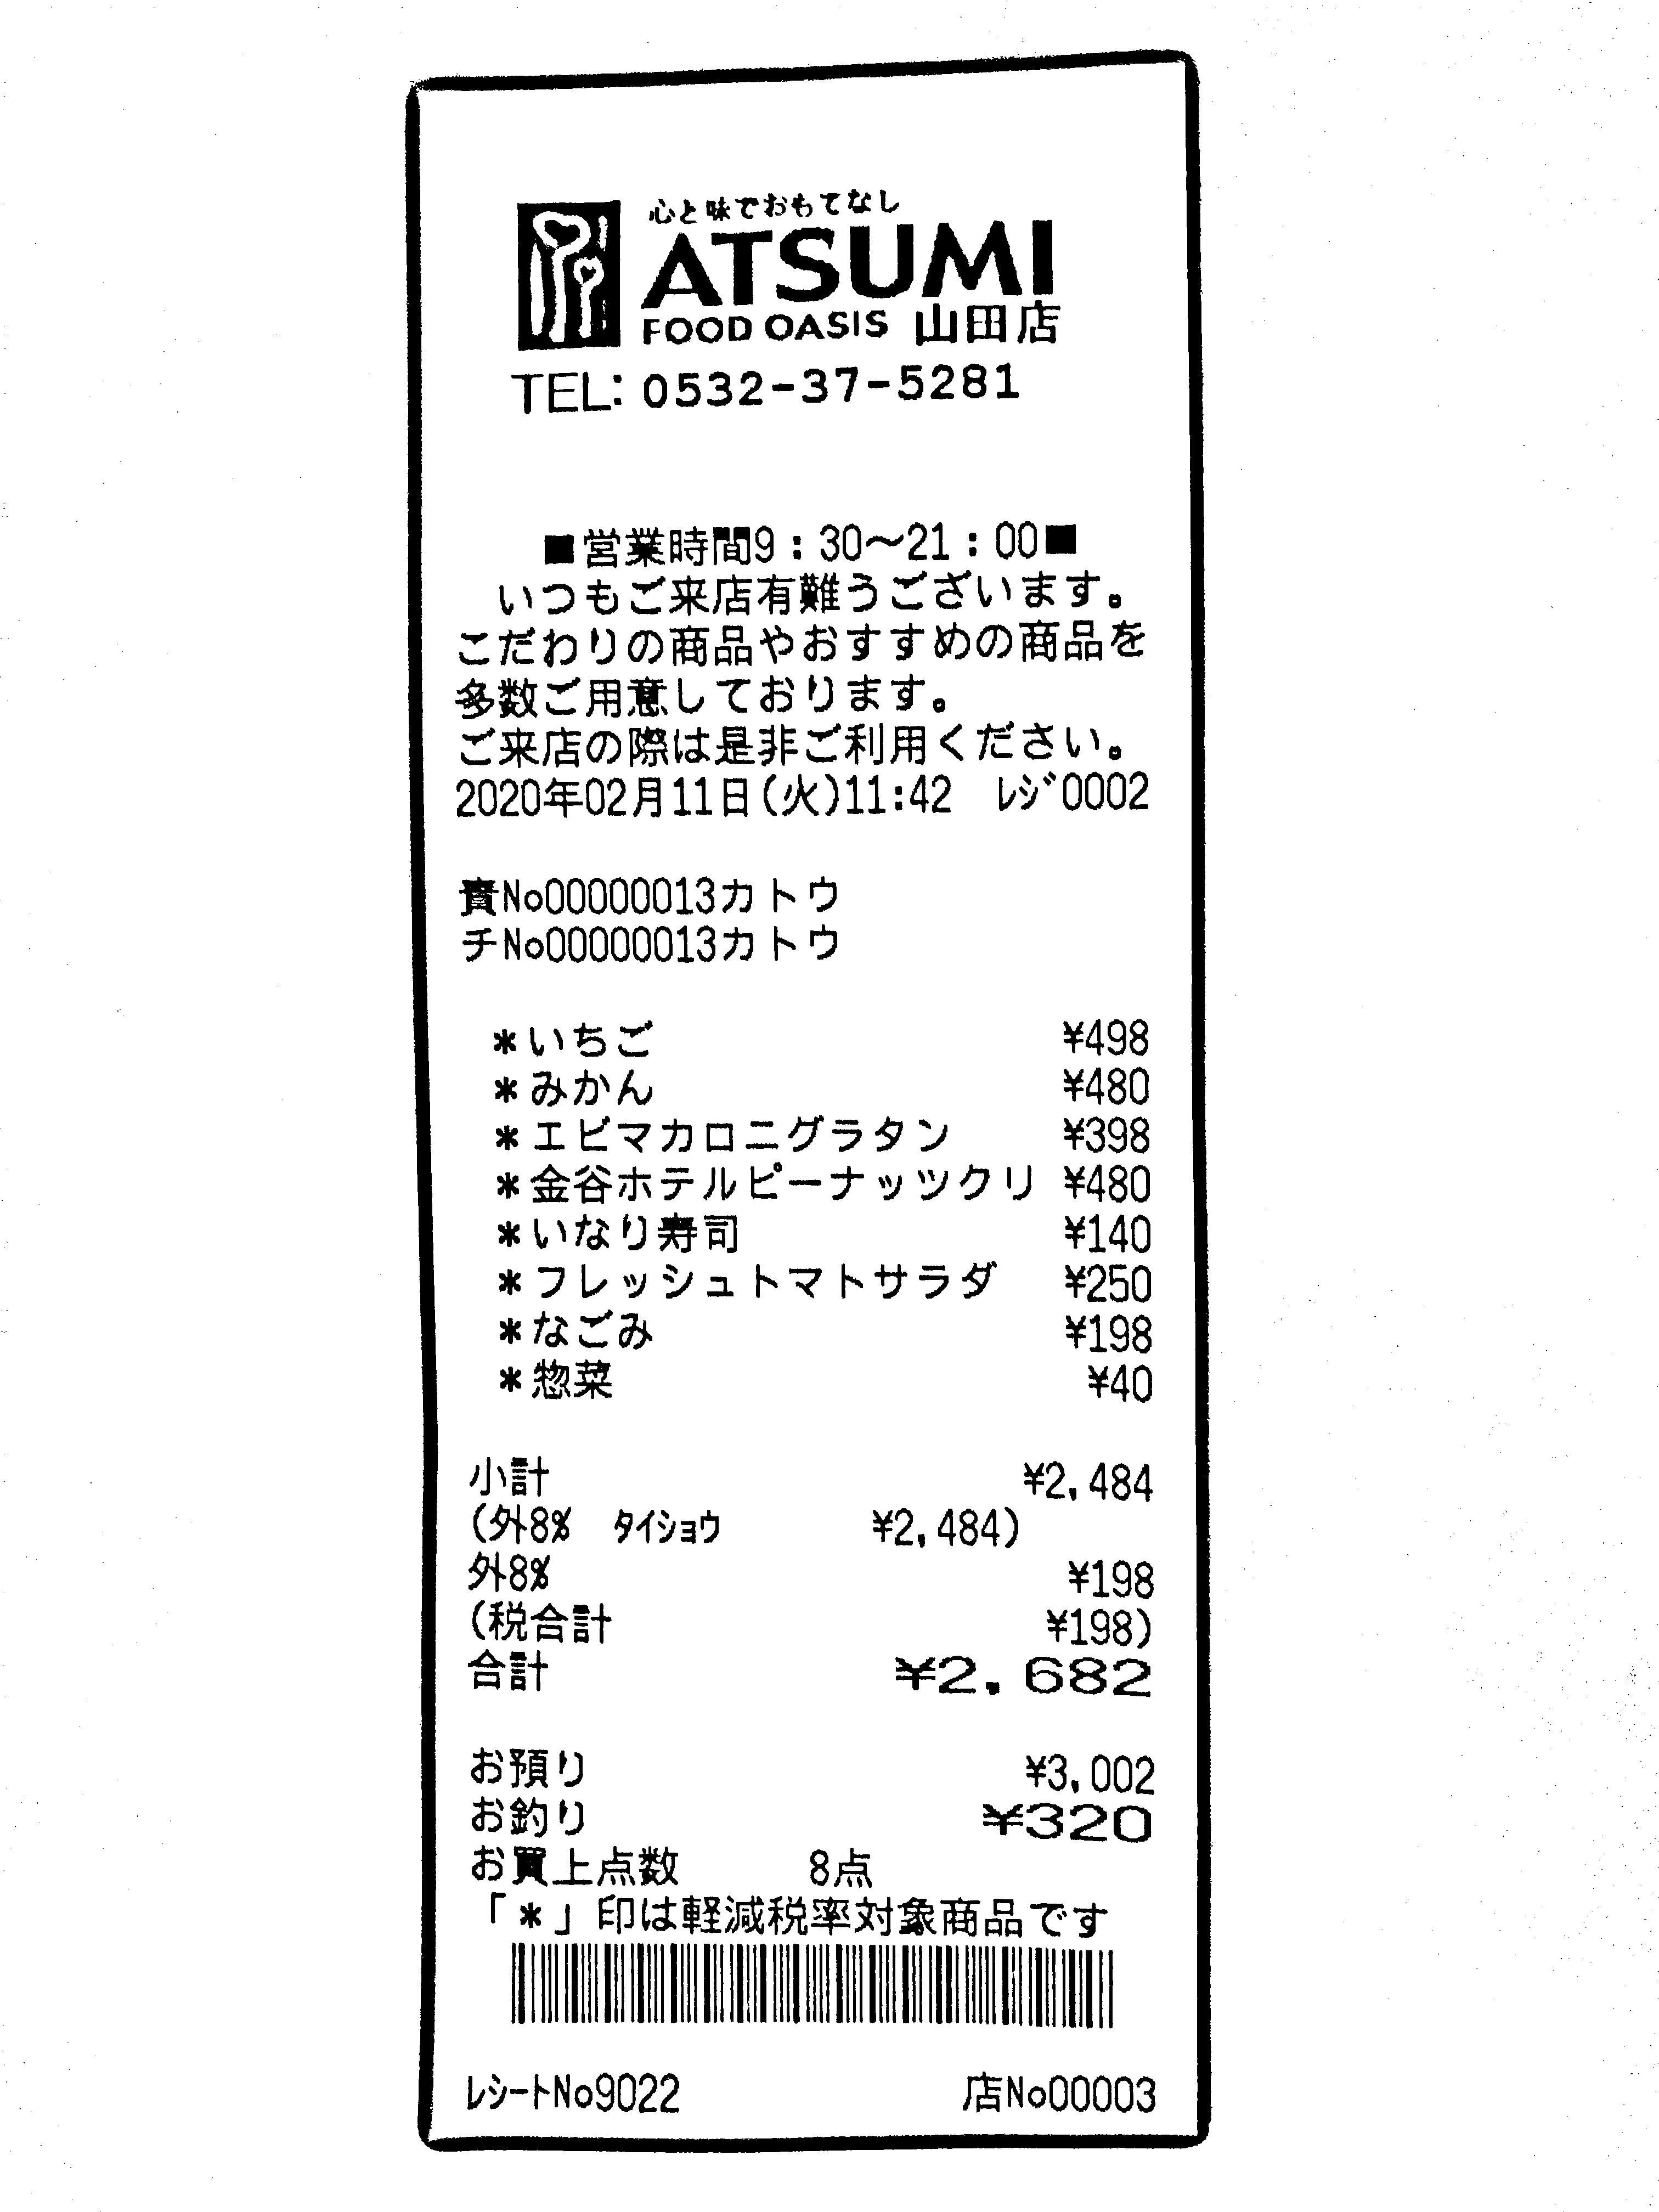 心と味でおもてなし
ATSUMI
FOOD OASIS 山田店
TEL: 0532-37-5281
■営業時間9：30～21：00■
いつもご来店有難うございます。
こだわりの商品やおすすめの商品を
多数ご用意しております。
ご来店の際は是非ご利用ください。
2020年02月11日(火)11:42 ﾚｼﾞ0002
責No00000013カトウ
チNo00000013カトウ
*いちご ¥498
*みかん ¥480
*エビマカロニグラタン ¥398
*金谷ホテルピーナッツクリ ¥480
*いなり寿司 ¥140
*フレッシュトマトサラダ ¥250
*なごみ ¥198
*惣菜 ¥40
小計 ¥2,484
(外8% ﾀｲｼｮｳ ¥2,484)
外8% ¥198
(税合計 ¥198)
合計 ¥2,682
お預り ¥3,002
お釣り ¥320
お買上点数 8点
「*」印は軽減税率対象商品です
ﾚｼｰﾄNo9022 店No00003